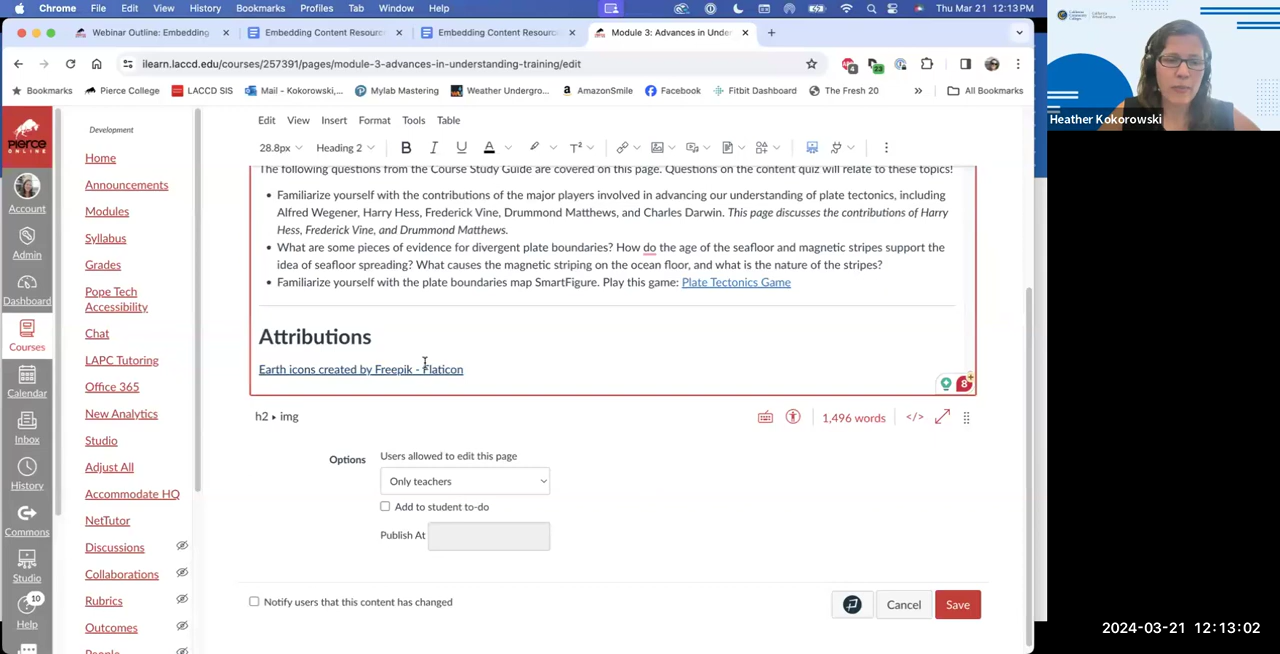 Chrome File Edit View History Bookmarks Profiles Tab Window Help Thu Mar 21 12:13 PM
Webinar Outline: Embedding Embedding Content Resourc Embedding Content Resourc Module 3: Advances in Under
ilearn.laccd.edu/courses/257391/pages/module-3-advances-in-understanding-training/edit
4 23
Bookmarks Pierce College LACCD SIS Mail - Kokorowski,... Mylab Mastering Weather Undergro... AmazonSmile Facebook Fitbit Dashboard The Fresh 20 » All Bookmarks
PIERCE
ONLINE
Account
Admin
Dashboard
Courses
Calendar
Inbox
History
Commons
Studio
10
Help
Development
Home
Announcements
Modules
Syllabus
Grades
Pope Tech
Accessibility
Chat
LAPC Tutoring
Office 365
New Analytics
Studio
Adjust All
Accommodate HQ
NetTutor
Discussions
Collaborations
Rubrics
Outcomes
People
Edit View Insert Format Tools Table
28.8px Heading 2 B I U A T²
The following questions from the Course Study Guide are covered on this page. Questions on the content quiz will relate to these topics!
• Familiarize yourself with the contributions of the major players involved in advancing our understanding of plate tectonics, including
Alfred Wegener, Harry Hess, Frederick Vine, Drummond Matthews, and Charles Darwin. This page discusses the contributions of Harry
Hess, Frederick Vine, and Drummond Matthews.
• What are some pieces of evidence for divergent plate boundaries? How do the age of the seafloor and magnetic stripes support the
idea of seafloor spreading? What causes the magnetic striping on the ocean floor, and what is the nature of the stripes?
• Familiarize yourself with the plate boundaries map SmartFigure. Play this game: Plate Tectonics Game
Attributions
Earth icons created by Freepik - Flaticon
8
h2 ▸ img 1,496 words </>
Options
Users allowed to edit this page
Only teachers
Add to student to-do
Publish At
Notify users that this content has changed
Cancel Save
Heather Kokorowski
2024-03-21 12:13:02